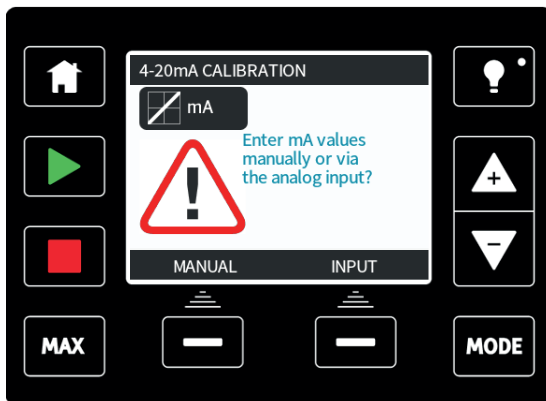 4-20mA CALIBRATION
mA
Enter mA values
manually or via
the analog input?
!
MANUAL INPUT
+
−
MAX
MODE